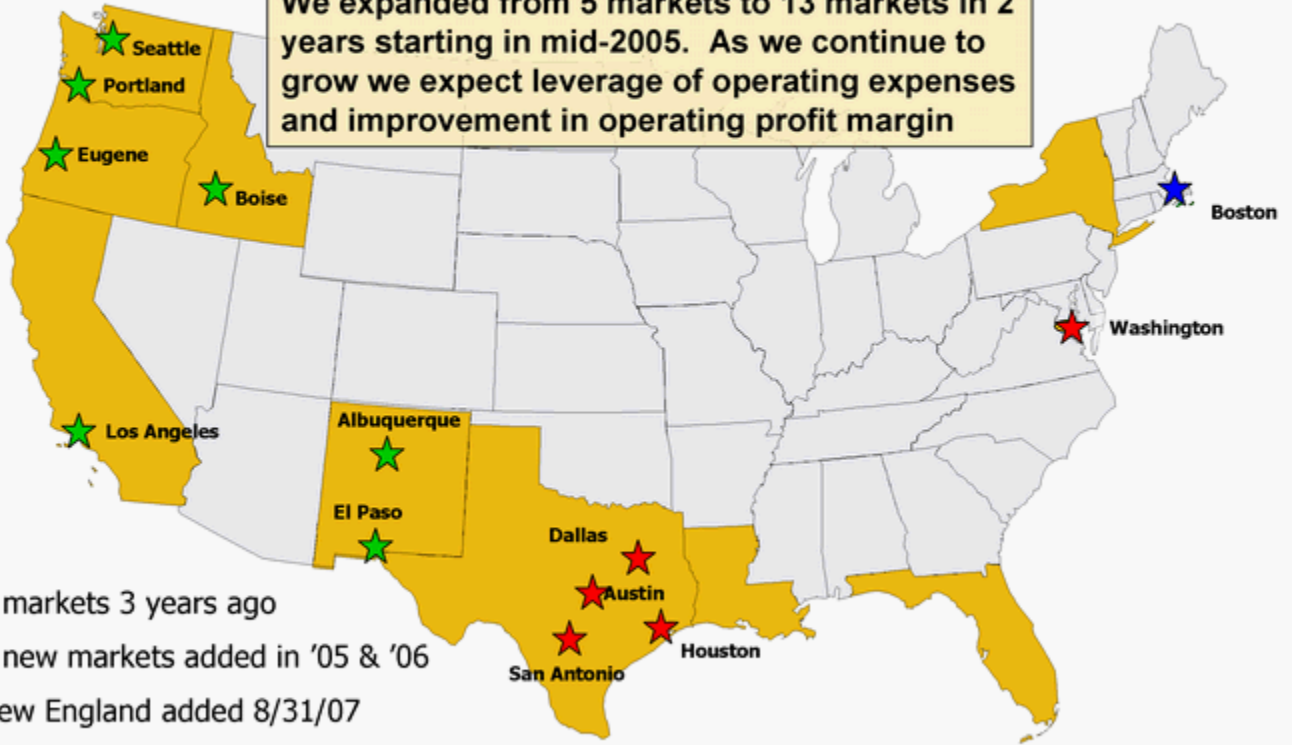 We expanded from 5 markets to 13 markets in 2
years starting in mid-2005. As we continue to
grow we expect leverage of operating expenses
and improvement in operating profit margin
Seattle
Portland
Eugene
Boise
Boston
Washington
Los Angeles
Albuquerque
El Paso
Dallas
Austin
Houston
San Antonio
markets 3 years ago
new markets added in ’05 & ’06
ew England added 8/31/07